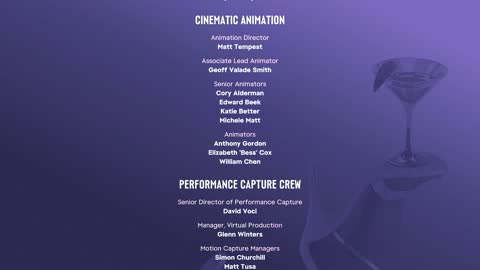 CINEMATIC ANIMATION
Animation Director
Matt Tempest
Associate Lead Animator
Geoff Valade Smith
Senior Animators
Cory Alderman
Edward Beek
Katie Better
Michele Matt
Animators
Anthony Gordon
Elizabeth 'Bess' Cox
William Chen
PERFORMANCE CAPTURE CREW
Senior Director of Performance Capture
David Voci
Manager, Virtual Production
Glenn Winters
Motion Capture Managers
Simon Churchill
Matt Tusa